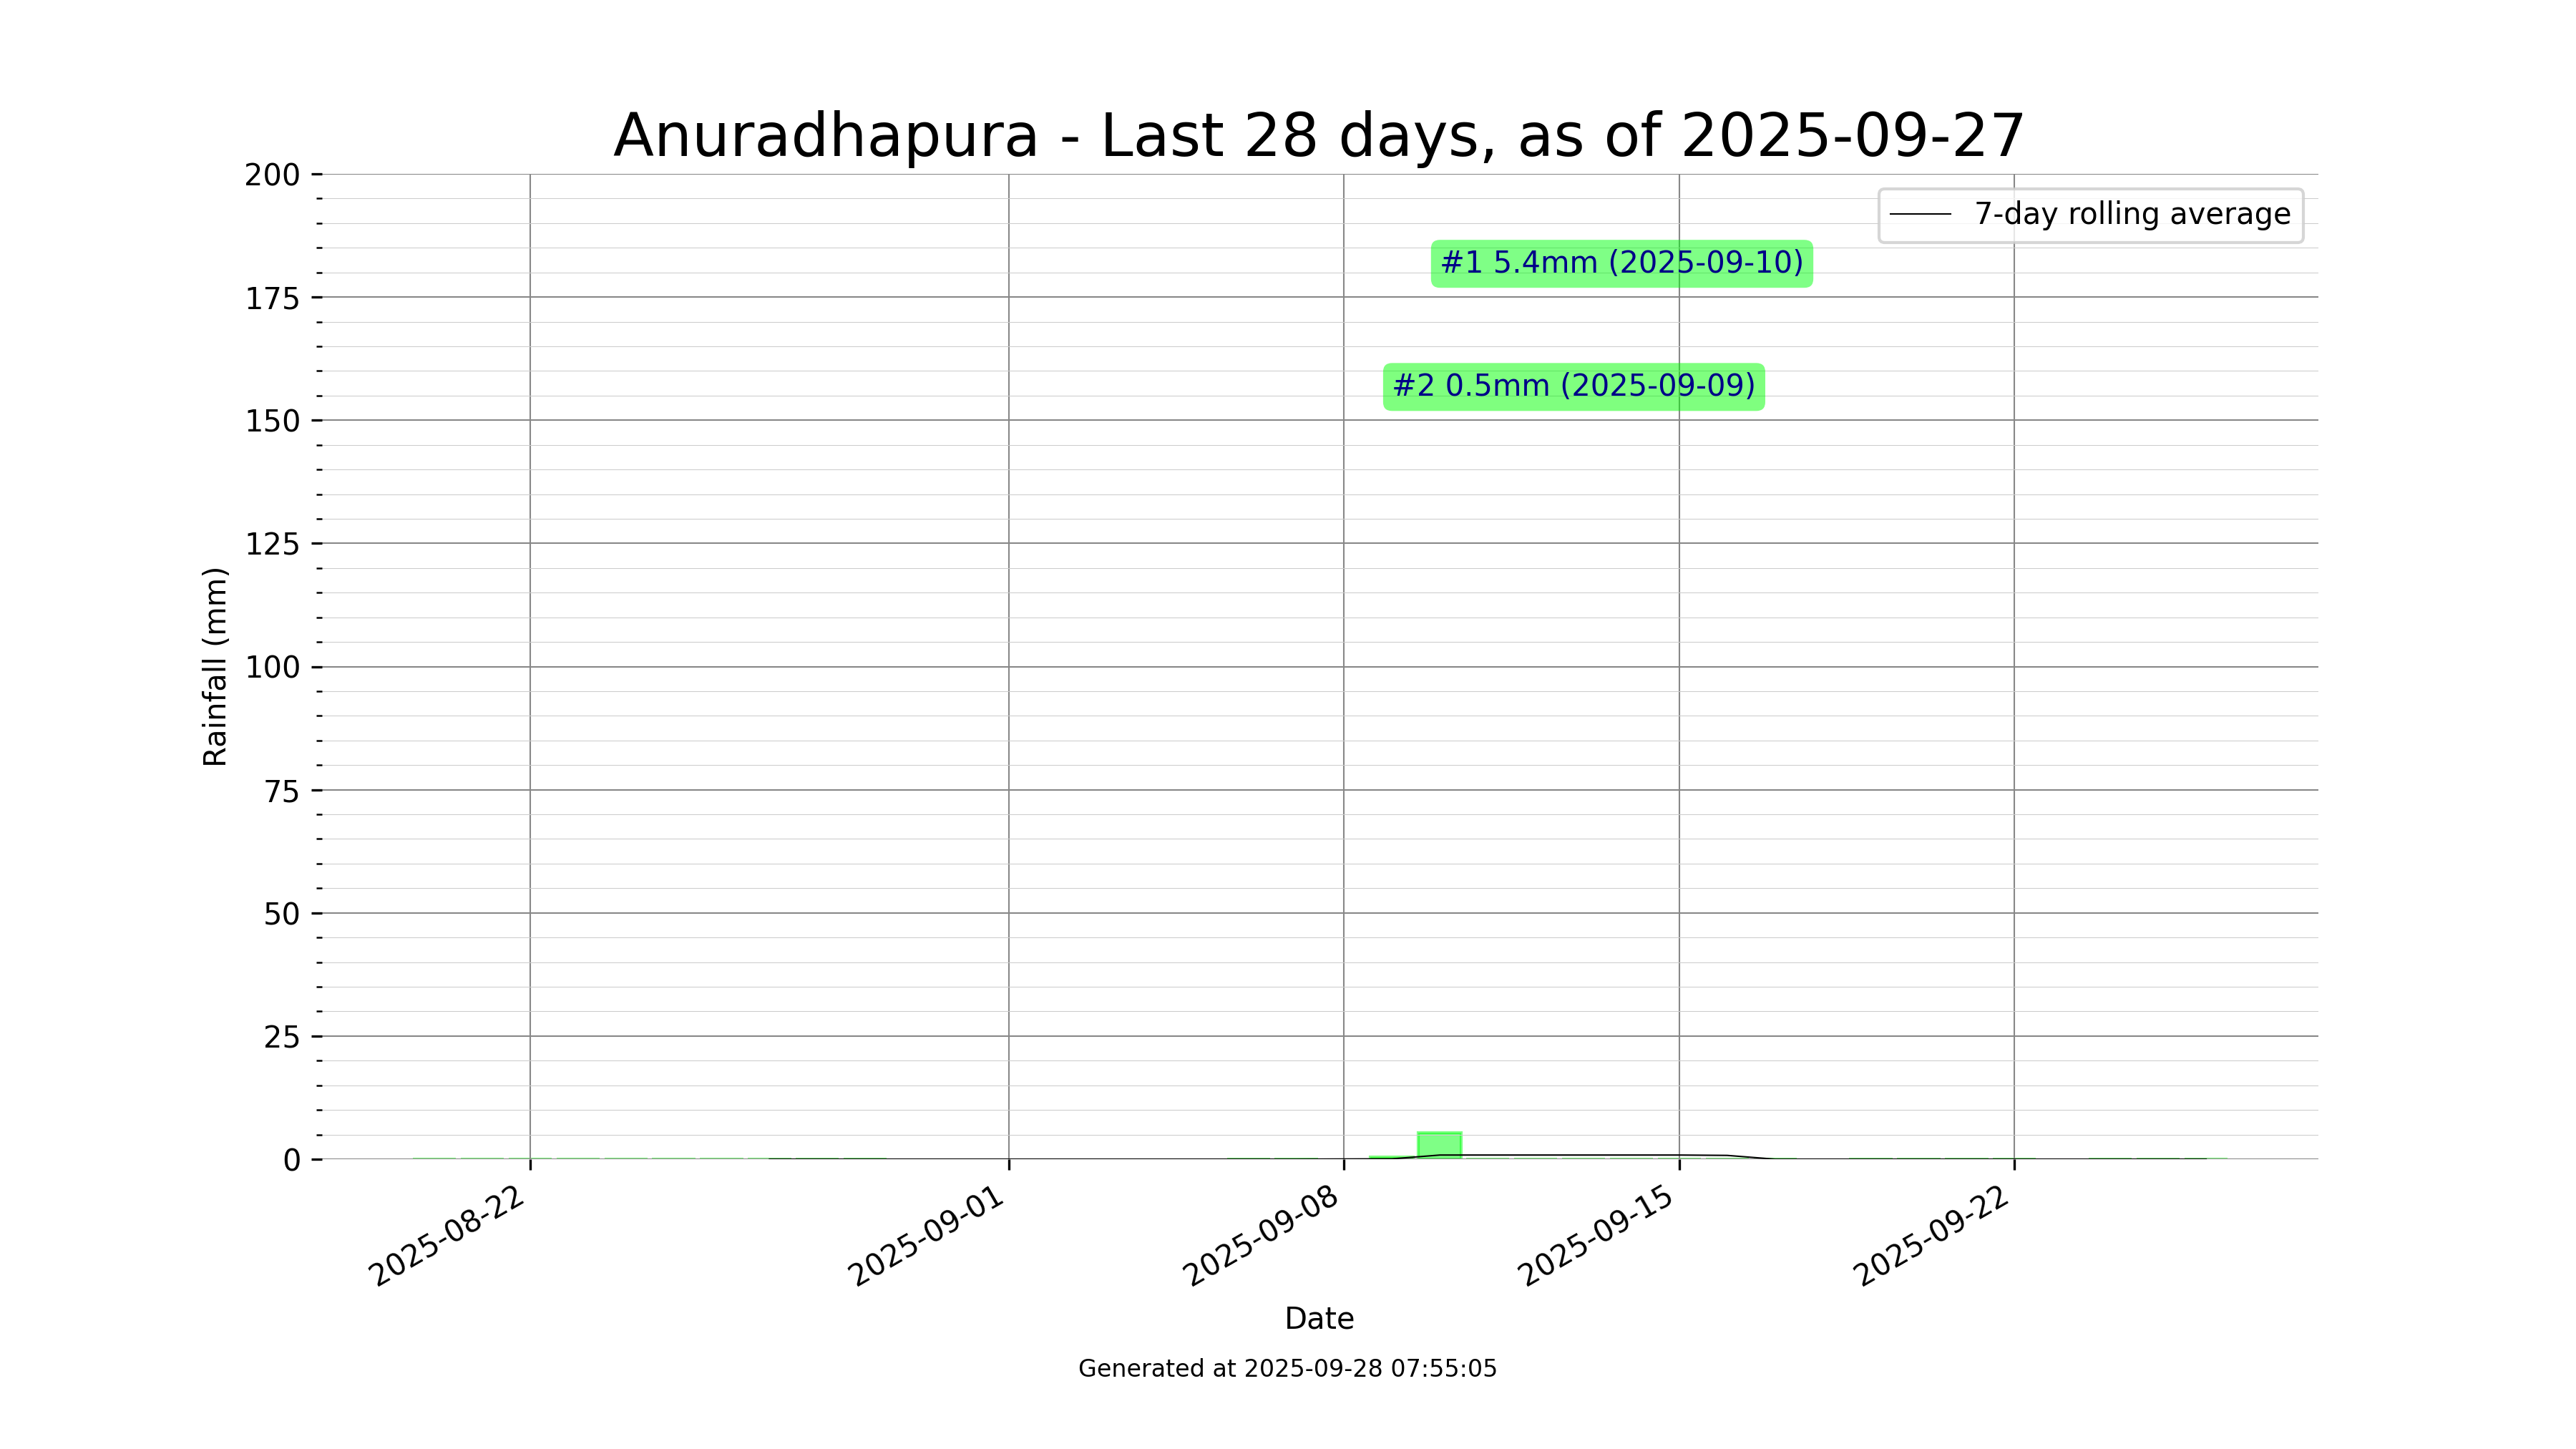 Anuradhapura - Last 28 days, as of 2025-09-27
200
175
150
125
100
75
50
25
0
Rainfall (mm)
7-day rolling average
#1 5.4mm (2025-09-10)
#2 0.5mm (2025-09-09)
2025-08-22
2025-09-01
2025-09-08
2025-09-15
2025-09-22
Date
Generated at 2025-09-28 07:55:05